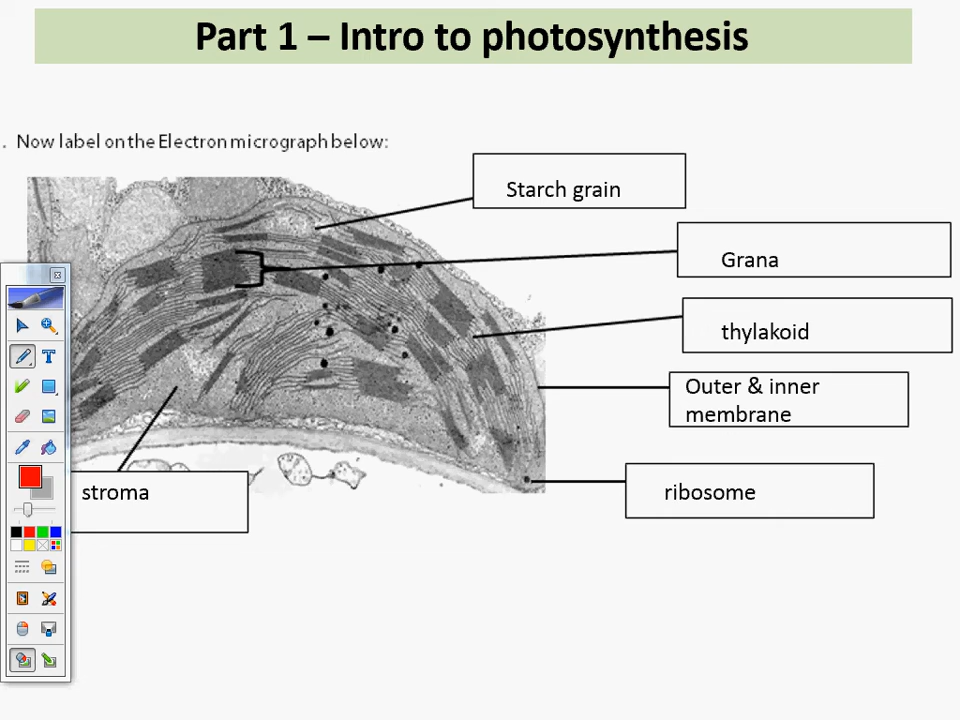 Part 1 – Intro to photosynthesis
. Now label on the Electron micrograph below:
Starch grain
Grana
thylakoid
Outer & inner
membrane
ribosome
stroma
T